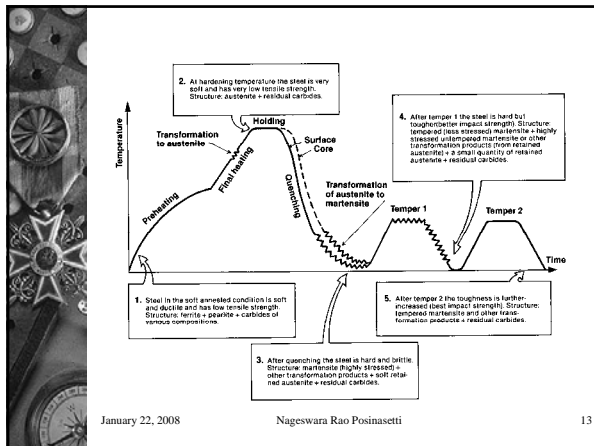 2. At hardening temperature the steel is very
soft and has very low tensile strength.
Structure: austenite + residual carbides.
Holding
Transformation
to austenite
Surface
Core
Temperature
Preheating
Final heating
Quenching
Transformation
of austenite to
martensite
4. After temper 1 the steel is hard but
tougher(better impact strength). Structure:
tempered (less stressed) martensite + highly
stressed untempered martensite or other
transformation products (from retained
austenite) + a small quantity of retained
austenite + residual carbides.
Temper 1
Temper 2
Time
1. Steel in the soft annealed condition is soft
and ductile and has low tensile strength.
Structure: ferrite + pearlite + carbides of
various compositions.
3. After quenching the steel is hard and brittle.
Structure: martensite (highly stressed) +
other transformation products + soft retai-
ned austenite + residual carbides.
5. After temper 2 the toughness is further-
increased (best impact strength). Structure:
tempered martensite and other trans-
formation products + residual carbides.
January 22, 2008
Nageswara Rao Posinasetti
13